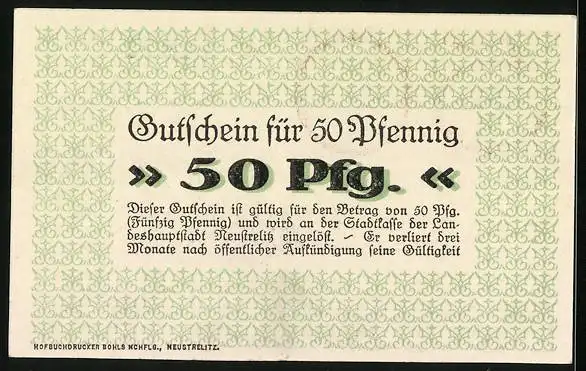 Gutschein für 50 Pfennig
» 50 Pfg. «
Dieser Gutschein ist gültig für den Betrag von 50 Pfg.
(Fünfzig Pfennig) und wird an der Stadtkasse der Lan-
deshauptstadt Neustrelitz eingelöst. ~ Er verliert drei
Monate nach öffentlicher Aufkündigung seine Gültigkeit
HOFBUCHDRUCKER BOHLS NCHFLG., NEUSTRELITZ.